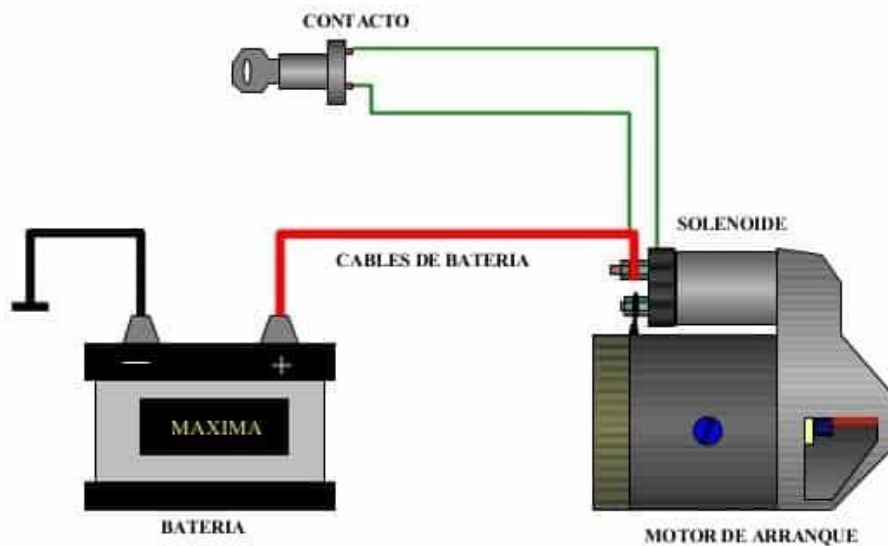 CONTACTO
SOLENOIDE
CABLES DE BATERIA
— +
MAXIMA
BATERIA
MOTOR DE ARRANQUE